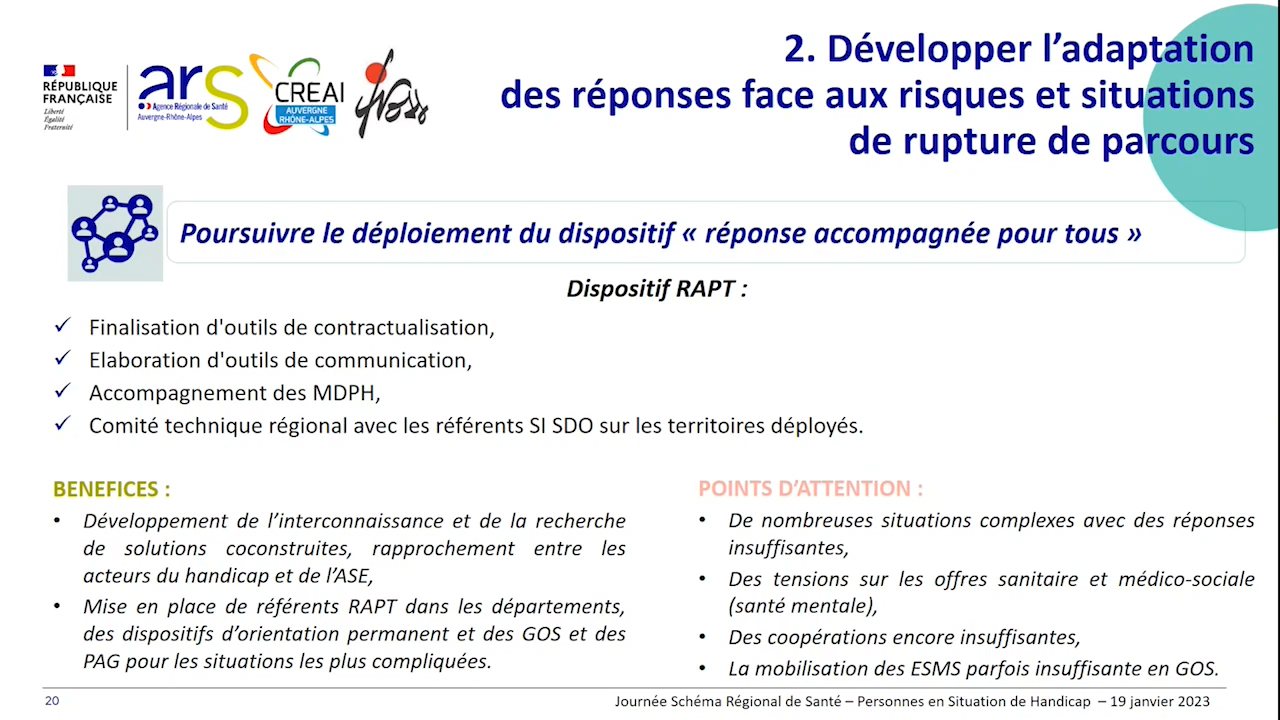 2. Développer l’adaptation
des réponses face aux risques et situations
de rupture de parcours
RÉPUBLIQUE
FRANÇAISE
Liberté
Égalité
Fraternité
ars
Agence Régionale de Santé
Auvergne-Rhône-Alpes
CREAI
AUVERGNE
RHÔNE-ALPES
Poursuivre le déploiement du dispositif « réponse accompagnée pour tous »
Dispositif RAPT :
✓ Finalisation d'outils de contractualisation,
✓ Elaboration d'outils de communication,
✓ Accompagnement des MDPH,
✓ Comité technique régional avec les référents SI SDO sur les territoires déployés.
BENEFICES :
• Développement de l’interconnaissance et de la recherche
de solutions coconstruites, rapprochement entre les
acteurs du handicap et de l’ASE,
• Mise en place de référents RAPT dans les départements,
des dispositifs d’orientation permanent et des GOS et des
PAG pour les situations les plus compliquées.
POINTS D’ATTENTION :
• De nombreuses situations complexes avec des réponses
insuffisantes,
• Des tensions sur les offres sanitaire et médico-sociale
(santé mentale),
• Des coopérations encore insuffisantes,
• La mobilisation des ESMS parfois insuffisante en GOS.
20
Journée Schéma Régional de Santé – Personnes en Situation de Handicap – 19 janvier 2023